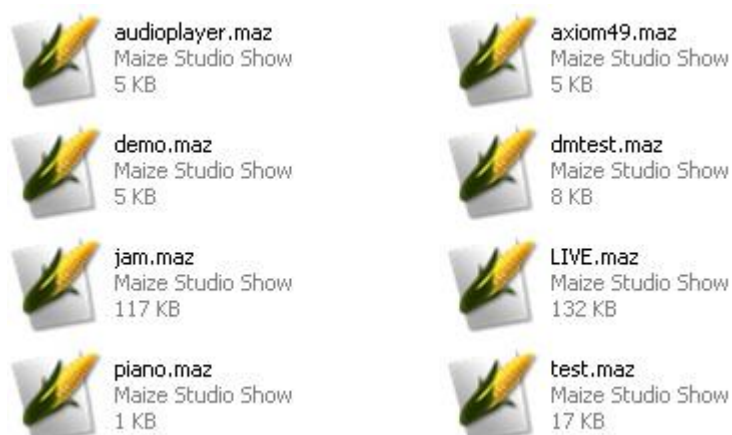 audioplayer.maz
Maize Studio Show
5 KB
axiom49.maz
Maize Studio Show
5 KB
demo.maz
Maize Studio Show
5 KB
dmtest.maz
Maize Studio Show
8 KB
jam.maz
Maize Studio Show
117 KB
LIVE.maz
Maize Studio Show
132 KB
piano.maz
Maize Studio Show
1 KB
test.maz
Maize Studio Show
17 KB